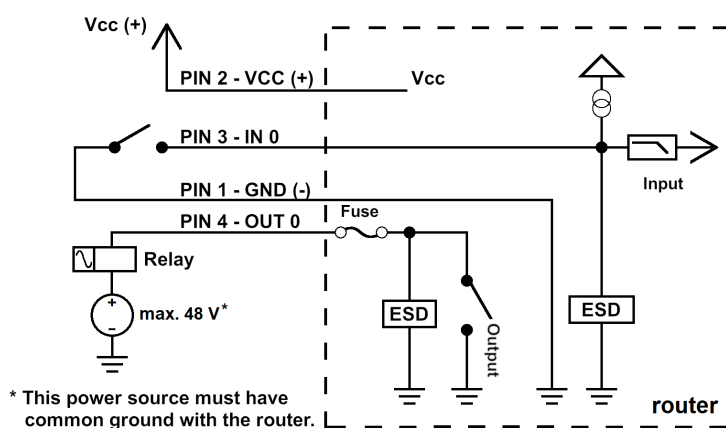 Vcc (+)
PIN 2 - VCC (+)
Vcc
PIN 3 - IN 0
Input
PIN 1 - GND (-)
PIN 4 - OUT 0
Fuse
Relay
+
max. 48 V*
−
ESD
Output
ESD
* This power source must have
common ground with the router.
router